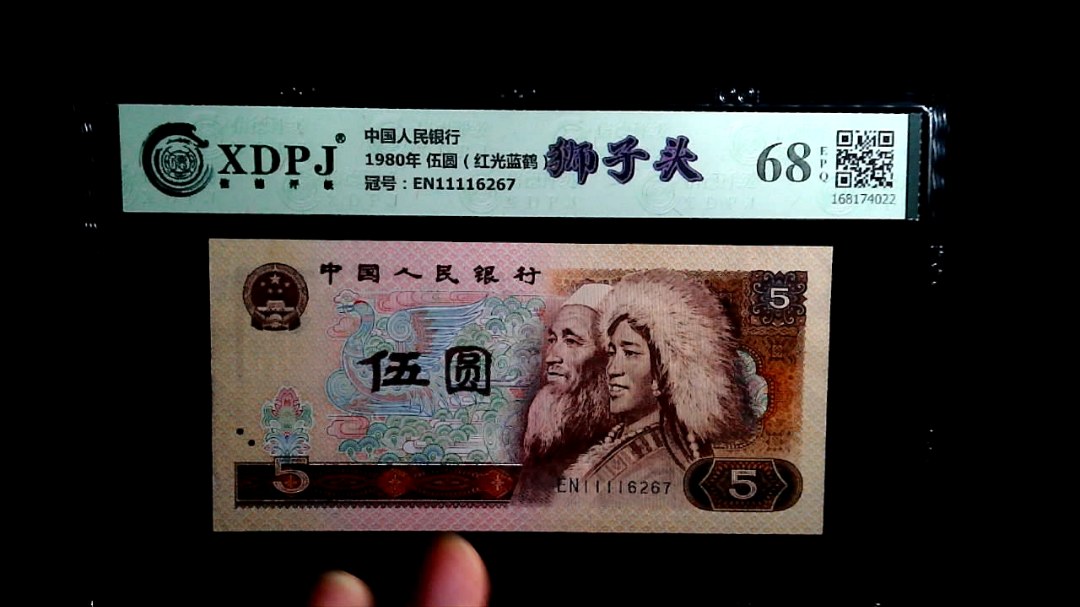 XDPJ®
中国人民银行
1980年 伍圆（红光蓝鹤）
冠号：EN11116267
狮子头
68
EPQ
168174022
中国人民银行
5
伍圆
5
EN11116267
5